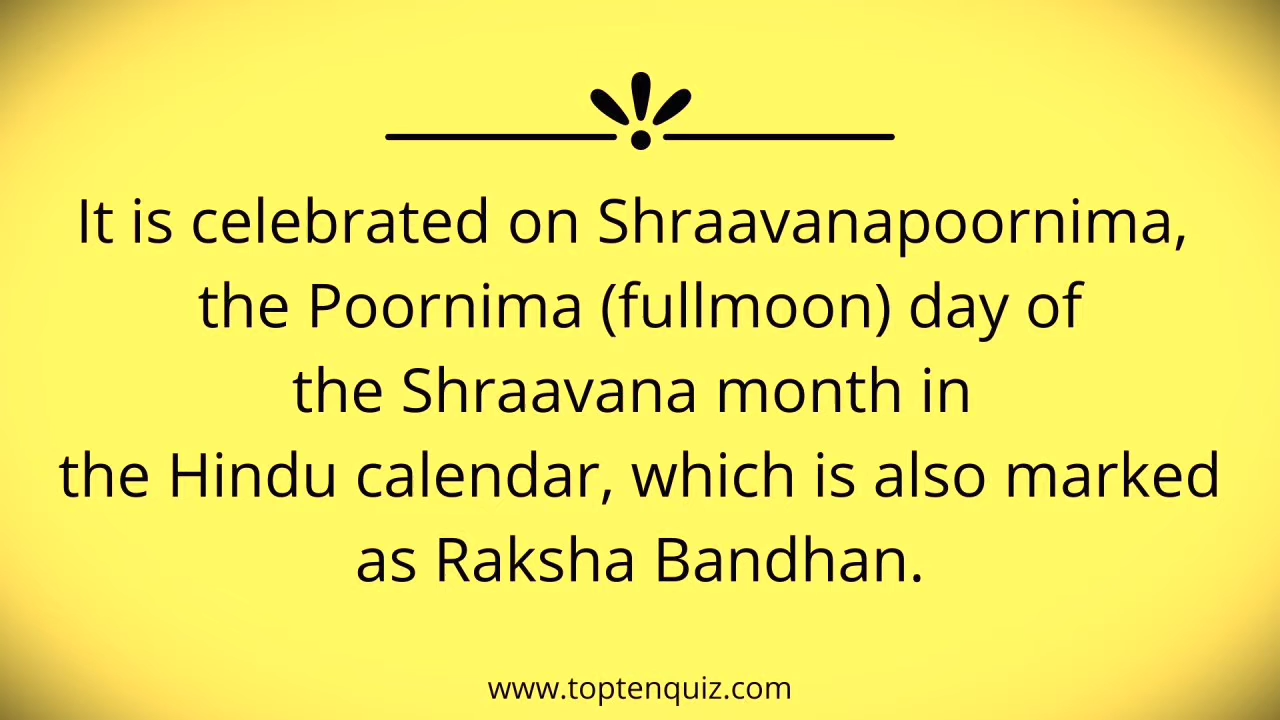 It is celebrated on Shraavanapoornima,
the Poornima (fullmoon) day of
the Shraavana month in
the Hindu calendar, which is also marked
as Raksha Bandhan.
www.toptenquiz.com